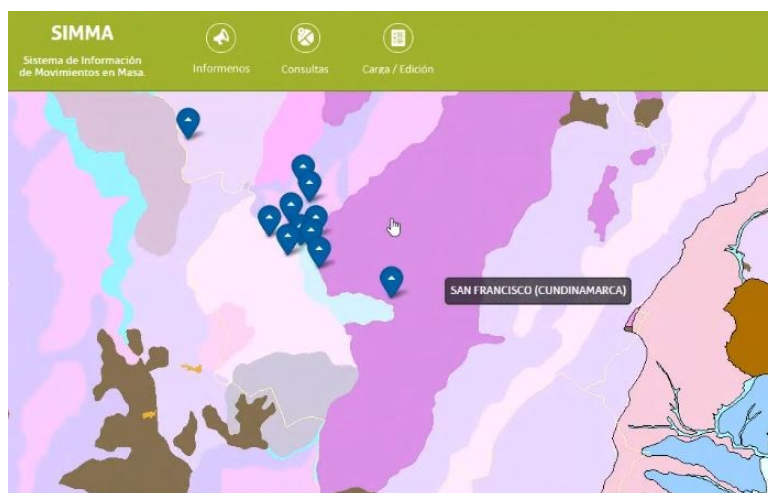 SIMMA
Sistema de Información
de Movimientos en Masa.
Informenos
Consultas
Carga / Edición
SAN FRANCISCO (CUNDINAMARCA)